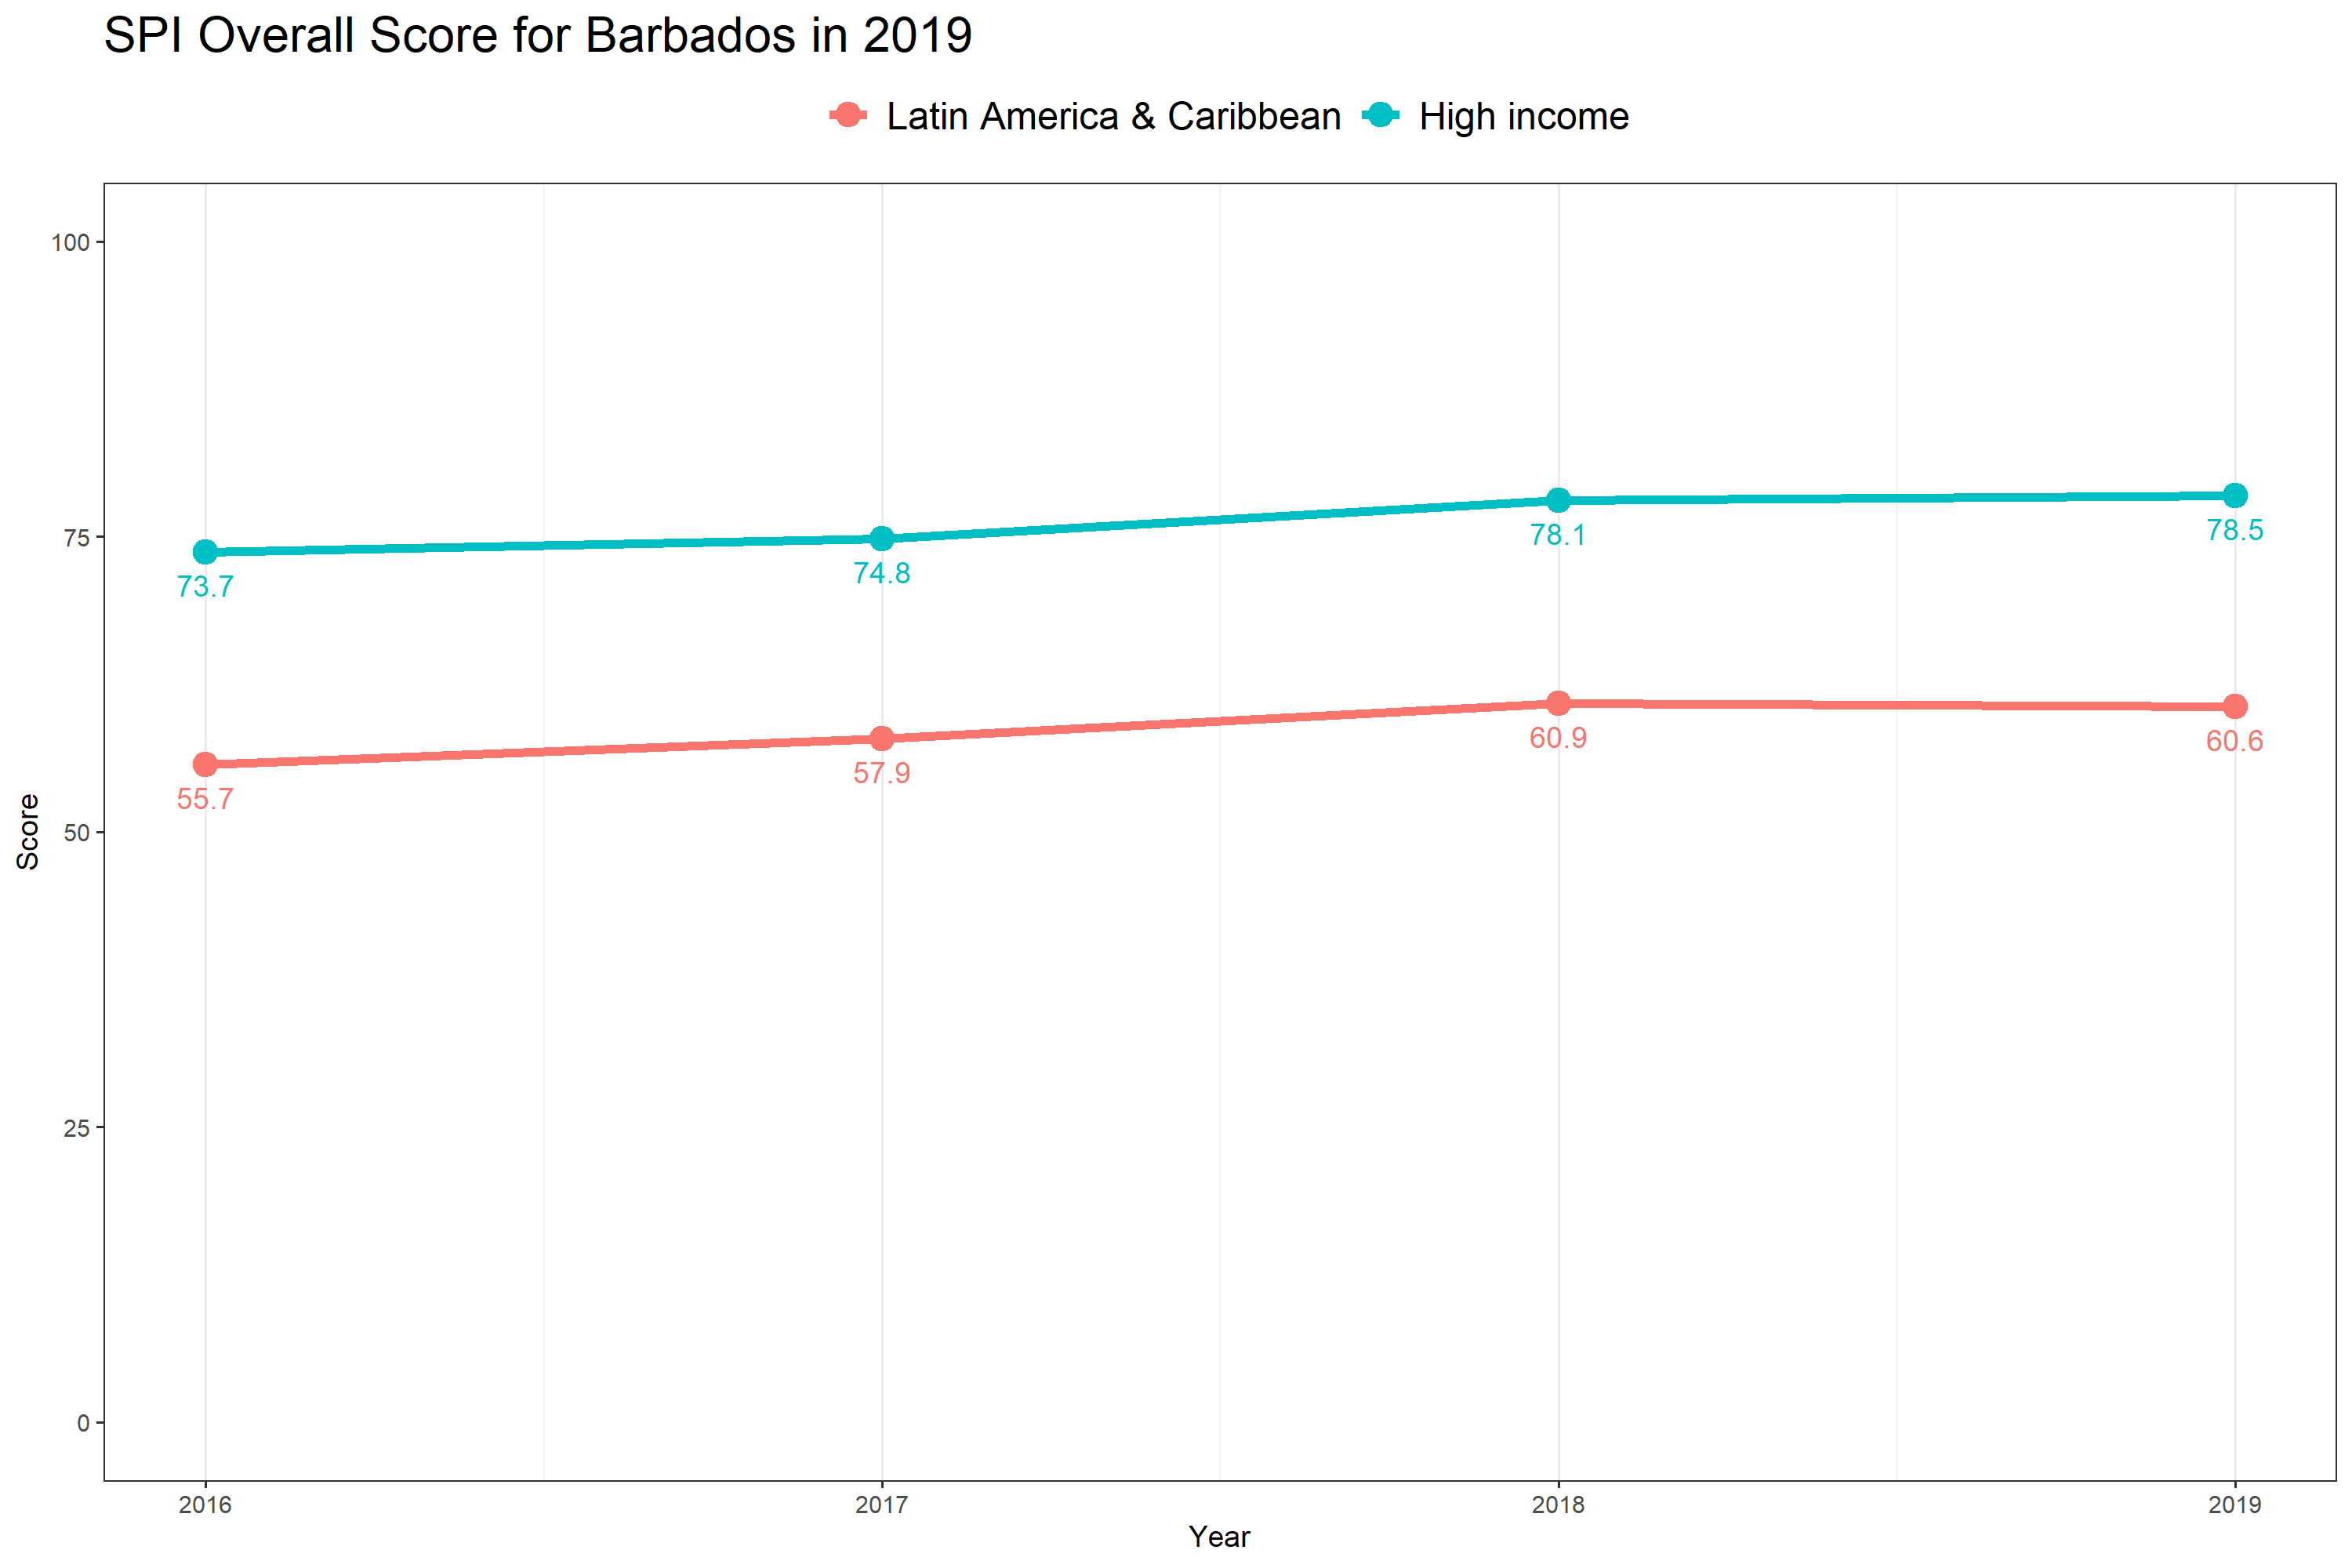 SPI Overall Score for Barbados in 2019
Latin America & Caribbean High income
100
75
50
25
0
Score
73.7
74.8
78.1
78.5
55.7
57.9
60.9
60.6
2016 2017 2018 2019
Year